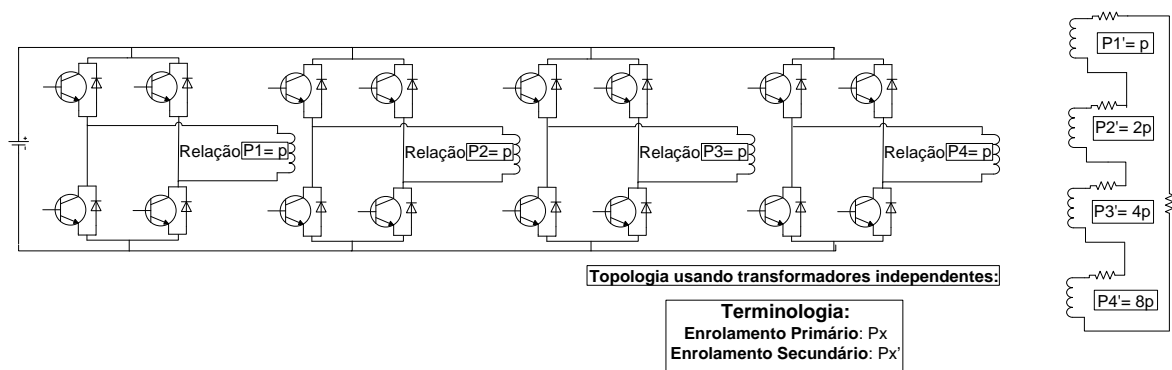 Relação P1= p
Relação P2= p
Relação P3= p
Relação P4= p
P1'= p
P2'= 2p
P3'= 4p
P4'= 8p
Topologia usando transformadores independentes:
Terminologia:
Enrolamento Primário: Px
Enrolamento Secundário: Px'